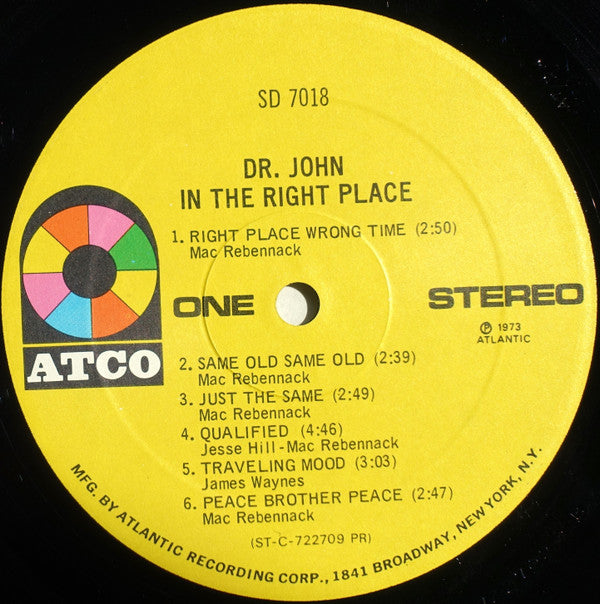 SD 7018
DR. JOHN
IN THE RIGHT PLACE
1. RIGHT PLACE WRONG TIME (2:50)
Mac Rebennack
ONE
STEREO
Ⓟ 1973
ATLANTIC
ATCO
2. SAME OLD SAME OLD (2:39)
Mac Rebennack
3. JUST THE SAME (2:49)
Mac Rebennack
4. QUALIFIED (4:46)
Jesse Hill-Mac Rebennack
5. TRAVELING MOOD (3:03)
James Waynes
6. PEACE BROTHER PEACE (2:47)
Mac Rebennack
(ST-C-722709 PR)
MFG. BY ATLANTIC RECORDING CORP., 1841 BROADWAY, NEW YORK, N.Y.